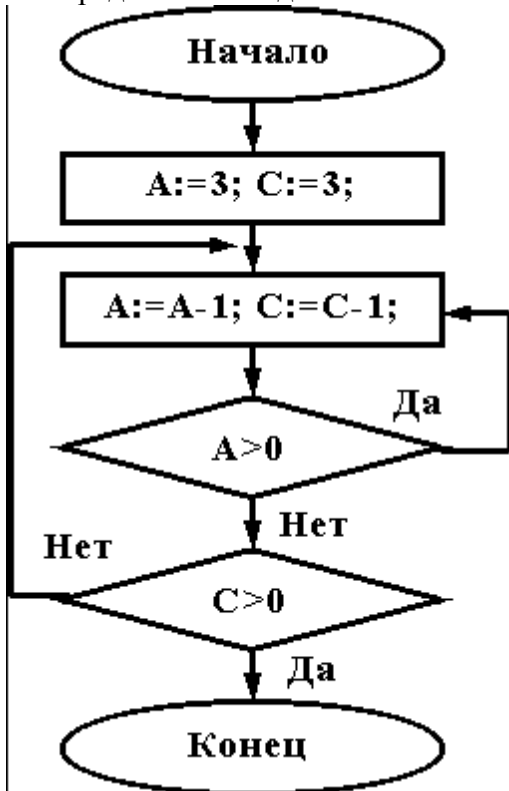 Начало
A:=3; C:=3;
A:=A-1; C:=C-1;
Да
A>0
Нет
Нет
C>0
Да
Конец